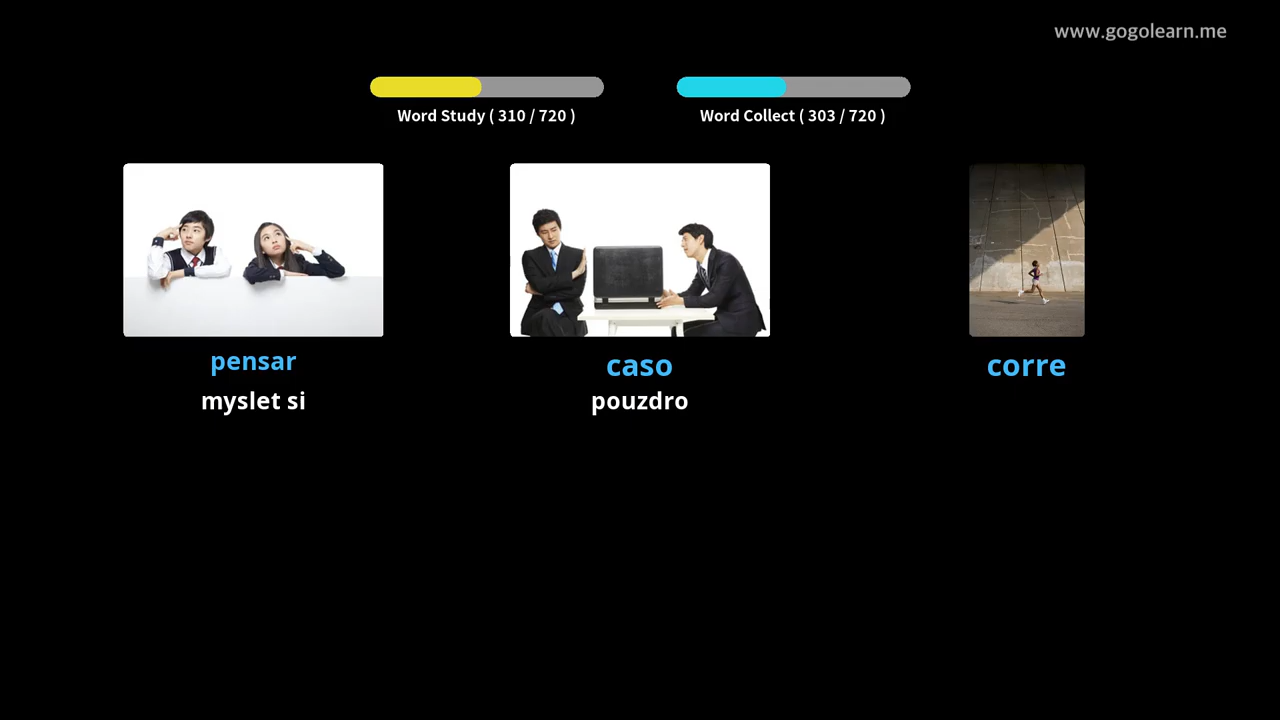 www.gogolearn.me
Word Study ( 310 / 720 )
Word Collect ( 303 / 720 )
pensar
myslet si
caso
pouzdro
corre